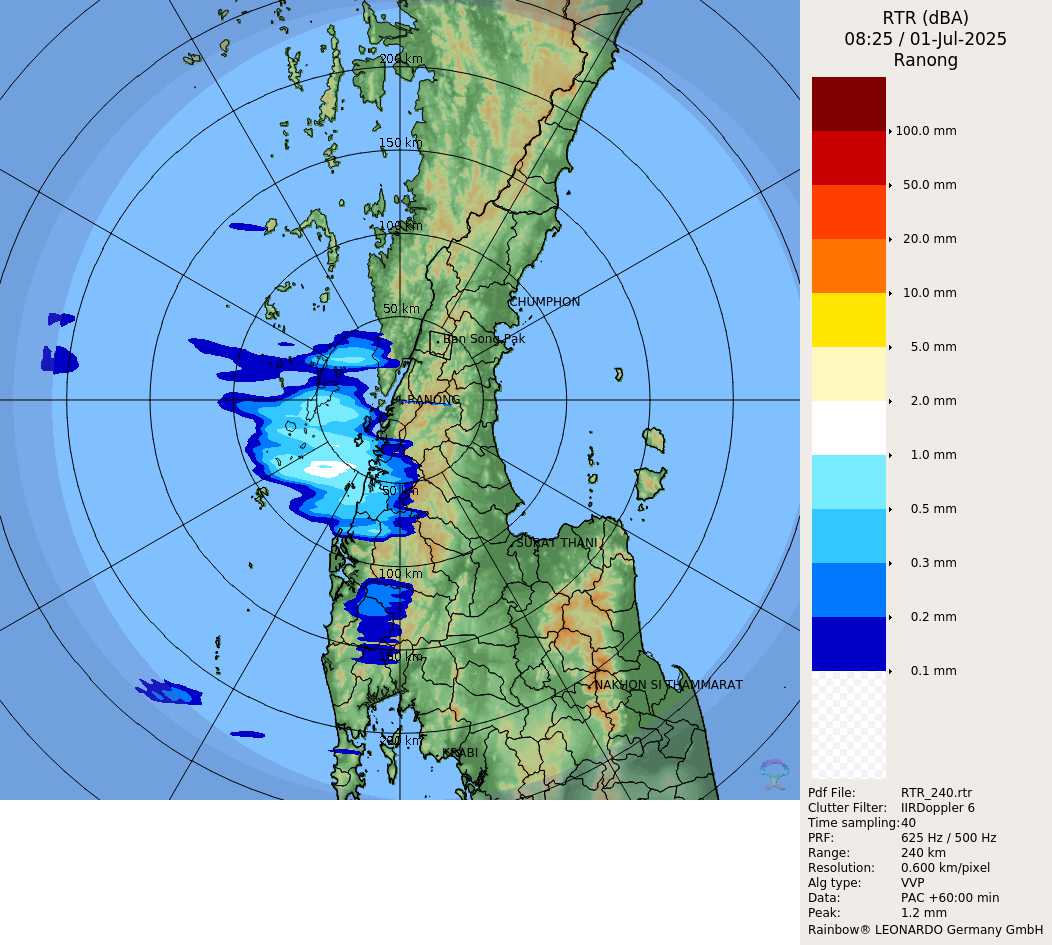 RTR (dBA)
08:25 / 01-Jul-2025
Ranong
200 km
150 km
100 km
50 km
CHUMPHON
Ban Song Pak
RANONG
50 km
SURAT THANI
100 km
150 km
NAKHON SI THAMMARAT
200 km
KRABI
100.0 mm
50.0 mm
20.0 mm
10.0 mm
5.0 mm
2.0 mm
1.0 mm
0.5 mm
0.3 mm
0.2 mm
0.1 mm
Pdf File: RTR_240.rtr
Clutter Filter: IIRDoppler 6
Time sampling:40
PRF: 625 Hz / 500 Hz
Range: 240 km
Resolution: 0.600 km/pixel
Alg type: VVP
Data: PAC +60:00 min
Peak: 1.2 mm
Rainbow® LEONARDO Germany GmbH